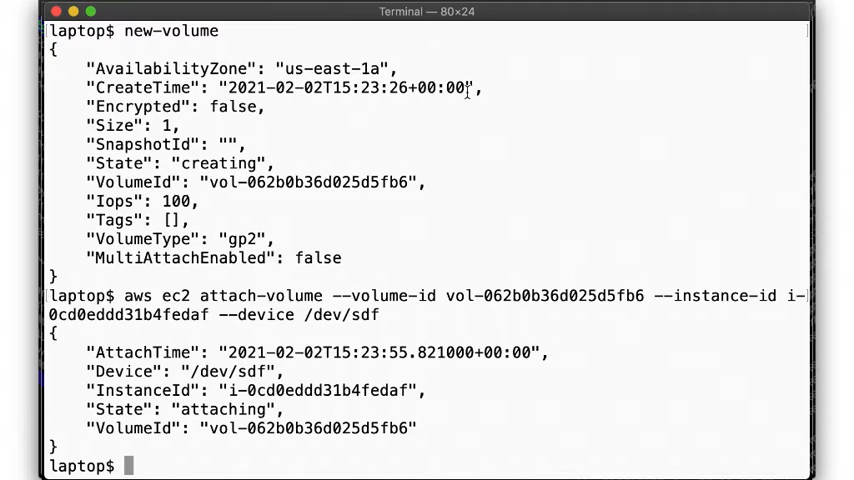 Terminal — 80×24
laptop$ new-volume
{
    "AvailabilityZone": "us-east-1a",
    "CreateTime": "2021-02-02T15:23:26+00:00",
    "Encrypted": false,
    "Size": 1,
    "SnapshotId": "",
    "State": "creating",
    "VolumeId": "vol-062b0b36d025d5fb6",
    "Iops": 100,
    "Tags": [],
    "VolumeType": "gp2",
    "MultiAttachEnabled": false
}
laptop$ aws ec2 attach-volume --volume-id vol-062b0b36d025d5fb6 --instance-id i-
0cd0eddd31b4fedaf --device /dev/sdf
{
    "AttachTime": "2021-02-02T15:23:55.821000+00:00",
    "Device": "/dev/sdf",
    "InstanceId": "i-0cd0eddd31b4fedaf",
    "State": "attaching",
    "VolumeId": "vol-062b0b36d025d5fb6"
}
laptop$